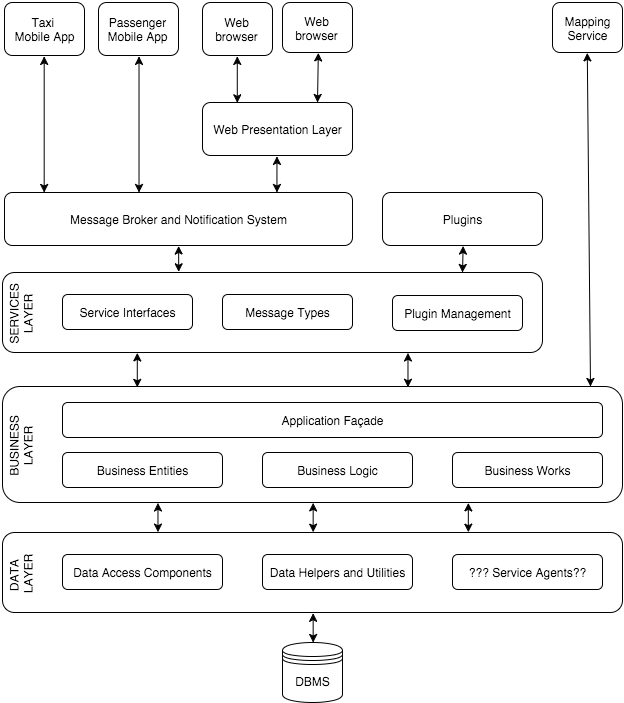 Taxi
Mobile App
Passenger
Mobile App
Web
browser
Web
browser
Mapping
Service
Web Presentation Layer
Message Broker and Notification System
Plugins
SERVICES
LAYER
Service Interfaces
Message Types
Plugin Management
BUSINESS
LAYER
Application Façade
Business Entities
Business Logic
Business Works
DATA
LAYER
Data Access Components
Data Helpers and Utilities
??? Service Agents??
DBMS